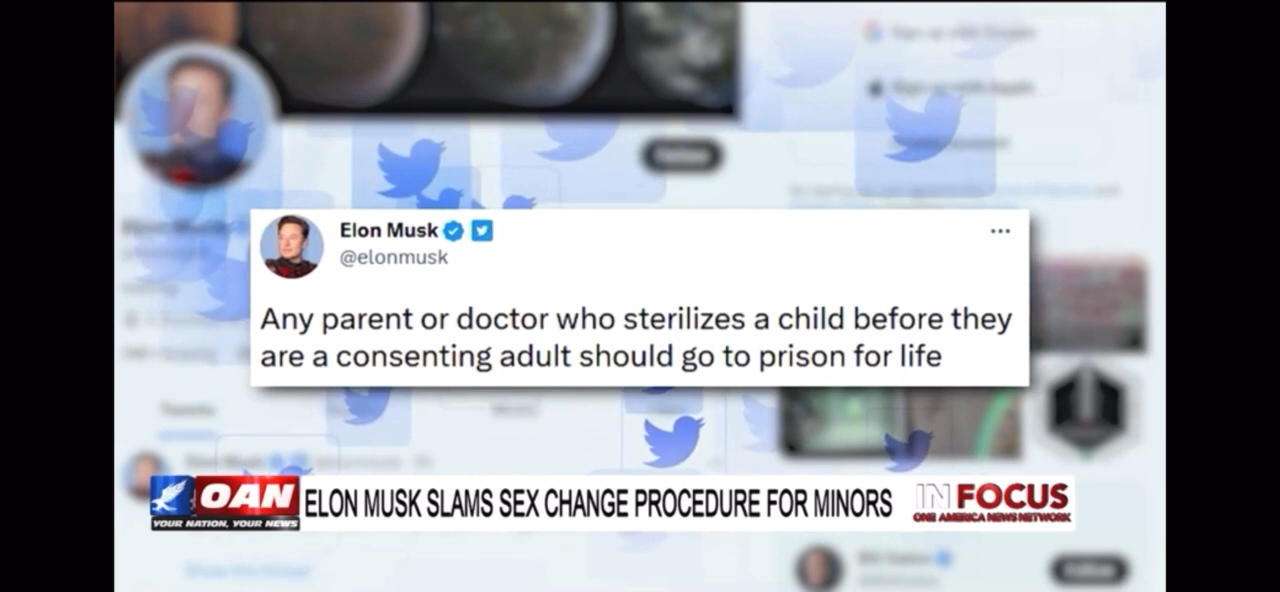 Elon Musk
@elonmusk
Any parent or doctor who sterilizes a child before they
are a consenting adult should go to prison for life
OAN
YOUR NATION, YOUR NEWS
ELON MUSK SLAMS SEX CHANGE PROCEDURE FOR MINORS
IN FOCUS
ONE AMERICA NEWS NETWORK